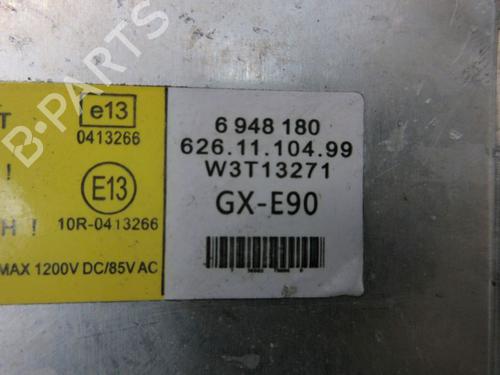 T
e13
0413266
!
E13
H !
10R-0413266
MAX 1200V DC/85V AC
6 948 180
626.11.104.99
W3T13271
GX-E90